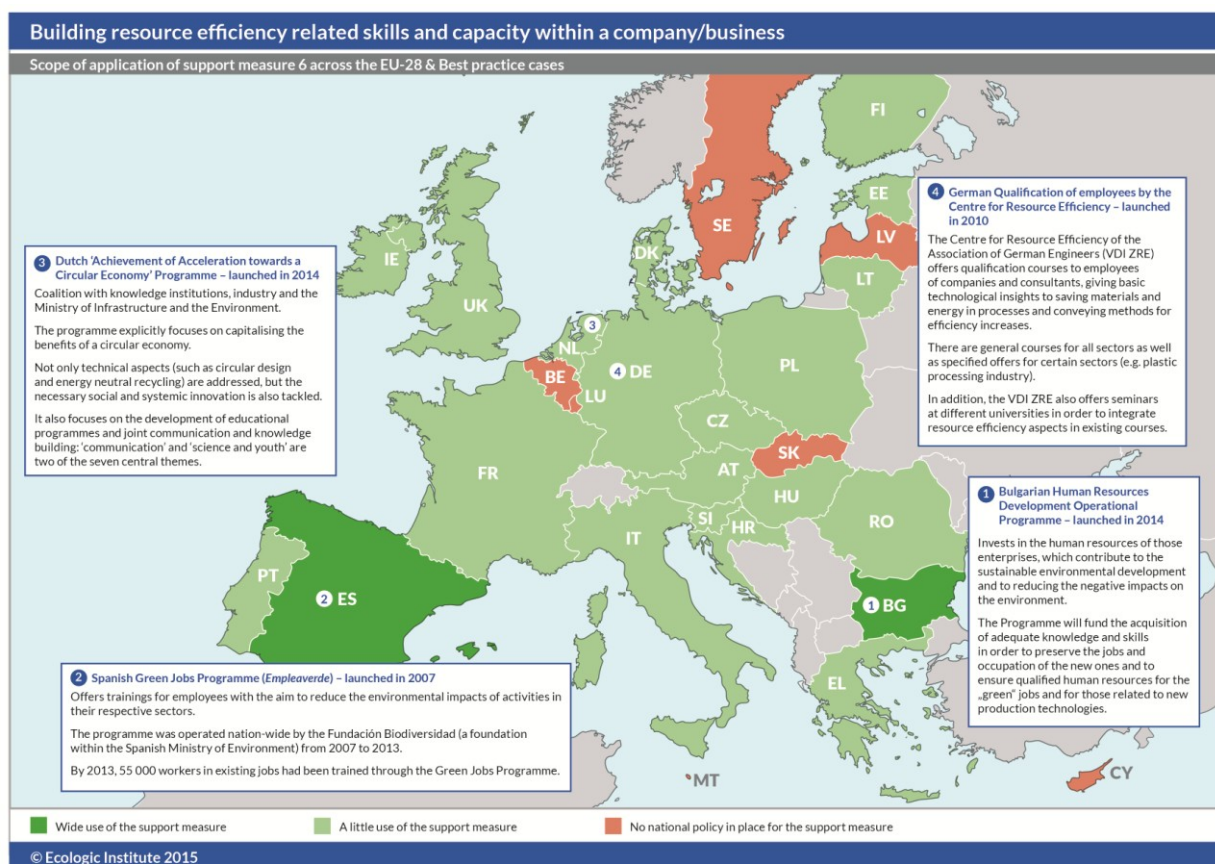 Building resource efficiency related skills and capacity within a company/business
Scope of application of support measure 6 across the EU-28 & Best practice cases
FI
EE
SE
LV
DK
LT
IE
UK
3
NL
BE
4 DE
PL
LU
CZ
SK
FR
AT
HU
SI
HR
RO
IT
PT
2 ES
1 BG
EL
MT
CY
3 Dutch 'Achievement of Acceleration towards a
Circular Economy' Programme – launched in 2014
Coalition with knowledge institutions, industry and the
Ministry of Infrastructure and the Environment.
The programme explicitly focuses on capitalising the
benefits of a circular economy.
Not only technical aspects (such as circular design
and energy neutral recycling) are addressed, but the
necessary social and systemic innovation is also tackled.
It also focuses on the development of educational
programmes and joint communication and knowledge
building: 'communication' and 'science and youth' are
two of the seven central themes.
4 German Qualification of employees by the
Centre for Resource Efficiency – launched
in 2010
The Centre for Resource Efficiency of the
Association of German Engineers (VDI ZRE)
offers qualification courses to employees
of companies and consultants, giving basic
technological insights to saving materials and
energy in processes and conveying methods for
efficiency increases.
There are general courses for all sectors as well
as specified offers for certain sectors (e.g. plastic
processing industry).
In addition, the VDI ZRE also offers seminars
at different universities in order to integrate
resource efficiency aspects in existing courses.
1 Bulgarian Human Resources
Development Operational
Programme – launched in 2014
Invests in the human resources of those
enterprises, which contribute to the
sustainable environmental development
and to reducing the negative impacts on
the environment.
The Programme will fund the acquisition
of adequate knowledge and skills
in order to preserve the jobs and
occupation of the new ones and to
ensure qualified human resources for the
„green" jobs and for those related to new
production technologies.
2 Spanish Green Jobs Programme (Empleaverde) – launched in 2007
Offers trainings for employees with the aim to reduce the environmental impacts of activities in
their respective sectors.
The programme was operated nation-wide by the Fundación Biodiversidad (a foundation
within the Spanish Ministry of Environment) from 2007 to 2013.
By 2013, 55 000 workers in existing jobs had been trained through the Green Jobs Programme.
Wide use of the support measure
A little use of the support measure
No national policy in place for the support measure
© Ecologic Institute 2015